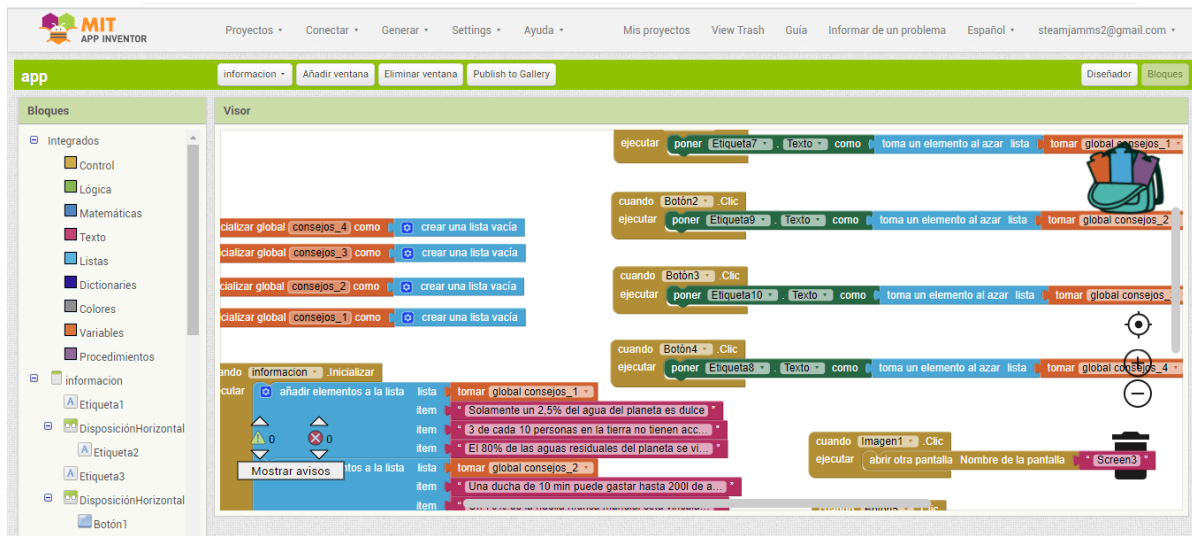 MIT
APP INVENTOR
Proyectos Conectar Generar Settings Ayuda Mis proyectos View Trash Guía Informar de un problema Español steamjamms2@gmail.com
app
informacion Añadir ventana Eliminar ventana Publish to Gallery Diseñador Bloques
Bloques
Visor
Integrados
Control
Lógica
Matemáticas
Texto
Listas
Dictionaries
Colores
Variables
Procedimientos
informacion
Etiqueta1
DisposiciónHorizontal
Etiqueta2
Etiqueta3
DisposiciónHorizontal
Botón1
ejecutar poner Etiqueta7 . Texto como toma un elemento al azar lista tomar global consejos_1
cuando Botón2 .Clic
ejecutar poner Etiqueta9 . Texto como toma un elemento al azar lista tomar global consejos_2
cuando Botón3 .Clic
ejecutar poner Etiqueta10 . Texto como toma un elemento al azar lista tomar global consejos_
cuando Botón4 .Clic
ejecutar poner Etiqueta8 . Texto como toma un elemento al azar lista tomar global consejos_4
cializar global consejos_4 como crear una lista vacía
cializar global consejos_3 como crear una lista vacía
cializar global consejos_2 como crear una lista vacía
cializar global consejos_1 como crear una lista vacía
ando informacion .Inicializar
cutar añadir elementos a la lista lista tomar global consejos_1
item " Solamente un 2,5% del agua del planeta es dulce "
item " 3 de cada 10 personas en la tierra no tienen acc... "
item " El 80% de las aguas residuales del planeta se vi... "
ntos a la lista lista tomar global consejos_2
item " Una ducha de 10 min puede gastar hasta 200l de a... "
item
0 0
Mostrar avisos
cuando Imagen1 .Clic
ejecutar abrir otra pantalla Nombre de la pantalla " Screen3 "